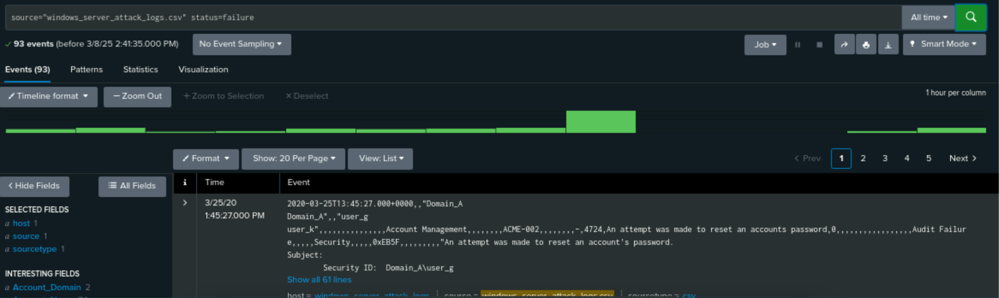 source="windows_server_attack_logs.csv" status=failure
All time
93 events (before 3/8/25 2:41:35.000 PM)
No Event Sampling
Job
Smart Mode
Events (93)
Patterns
Statistics
Visualization
Timeline format
— Zoom Out
+ Zoom to Selection
× Deselect
1 hour per column
Format
Show: 20 Per Page
View: List
< Prev
1
2
3
4
5
Next >
< Hide Fields
All Fields
i
Time
Event
SELECTED FIELDS
a host 1
a source 1
a sourcetype 1
INTERESTING FIELDS
a Account_Domain 2
>
3/25/20
1:45:27.000 PM
2020-03-25T13:45:27.000+0000,,"Domain_A
Domain_A",,"user_g
user_k",,,,,,,,,,,,,,,Account Management,,,,,,,,ACME-002,,,,,,,,-,4724,An attempt was made to reset an accounts password,0,,,,,,,,,,,,,,,,,Audit Failur
e,,,,,Security,,,,,0xEB5F,,,,,,,,,"An attempt was made to reset an account's password.
Subject:
Security ID: Domain_A\user_g
Show all 61 lines
host = windows_server_attack_logs | source = windows_server_attack_logs.csv | sourcetype = csv